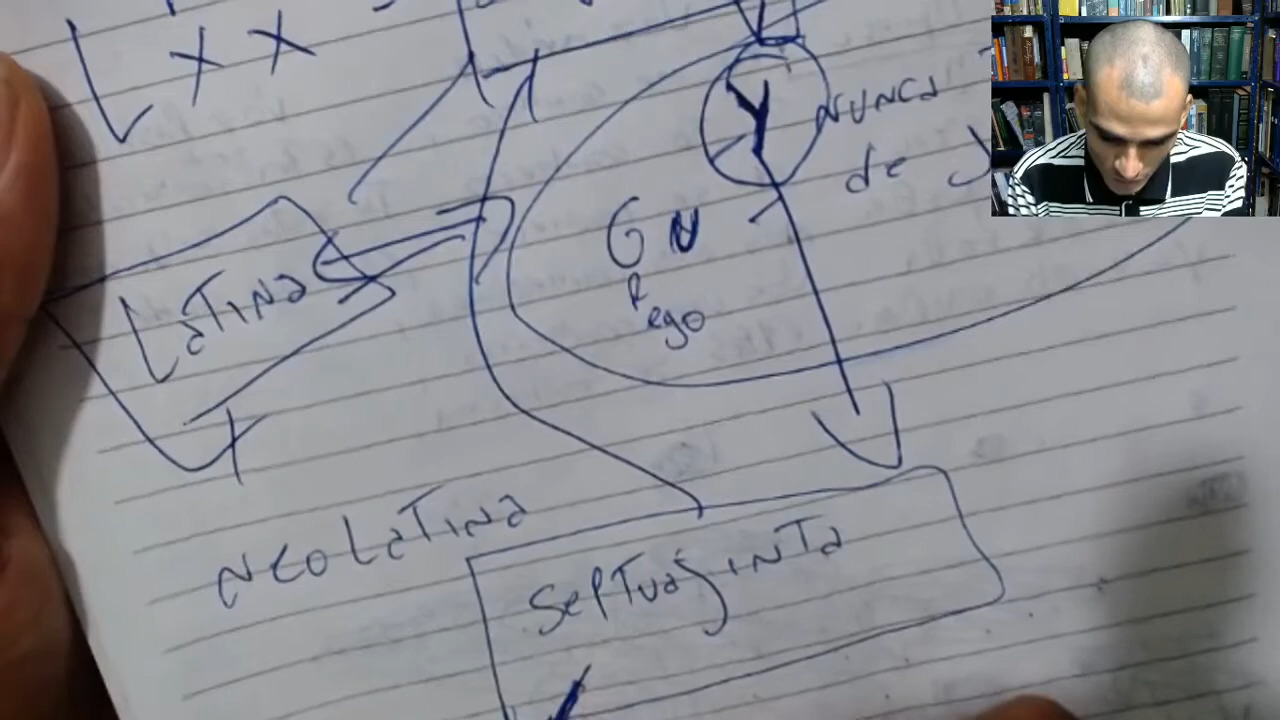 LXX
Y
nunca
de J
GN
Rego
Latina
neolatina
Septuaginta